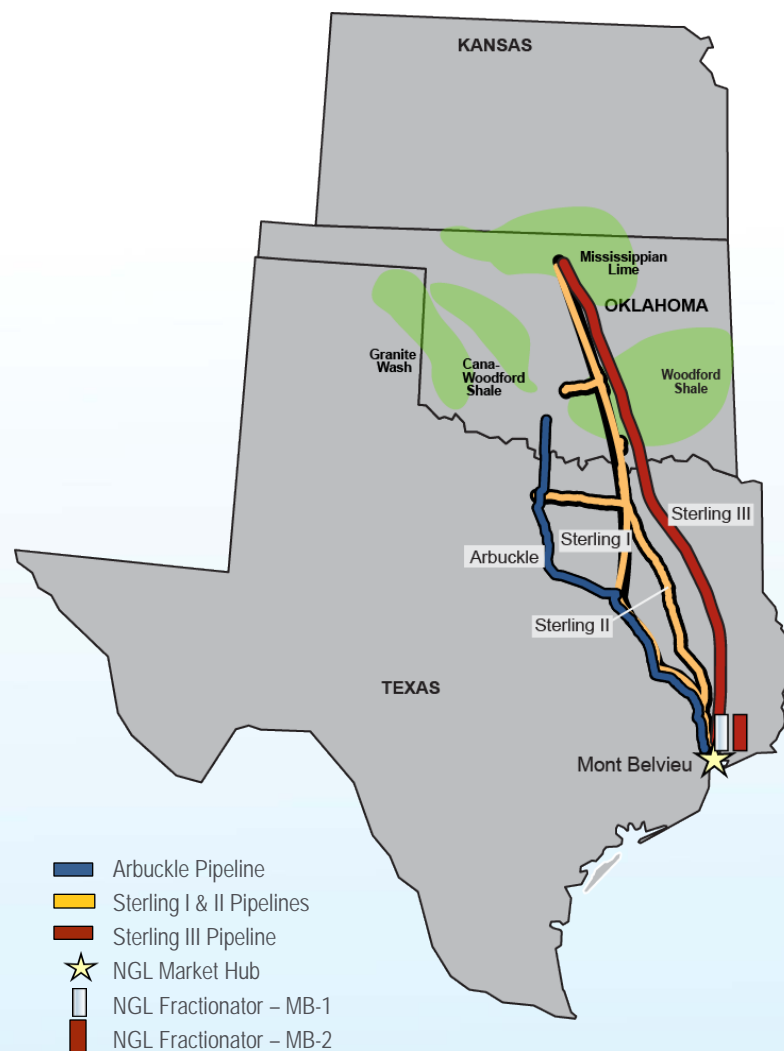 KANSAS
Mississippian
Lime
OKLAHOMA
Granite
Wash
Cana-
Woodford
Shale
Woodford
Shale
Sterling III
Sterling I
Arbuckle
Sterling II
TEXAS
Mont Belvieu
Arbuckle Pipeline
Sterling I & II Pipelines
Sterling III Pipeline
NGL Market Hub
NGL Fractionator – MB-1
NGL Fractionator – MB-2